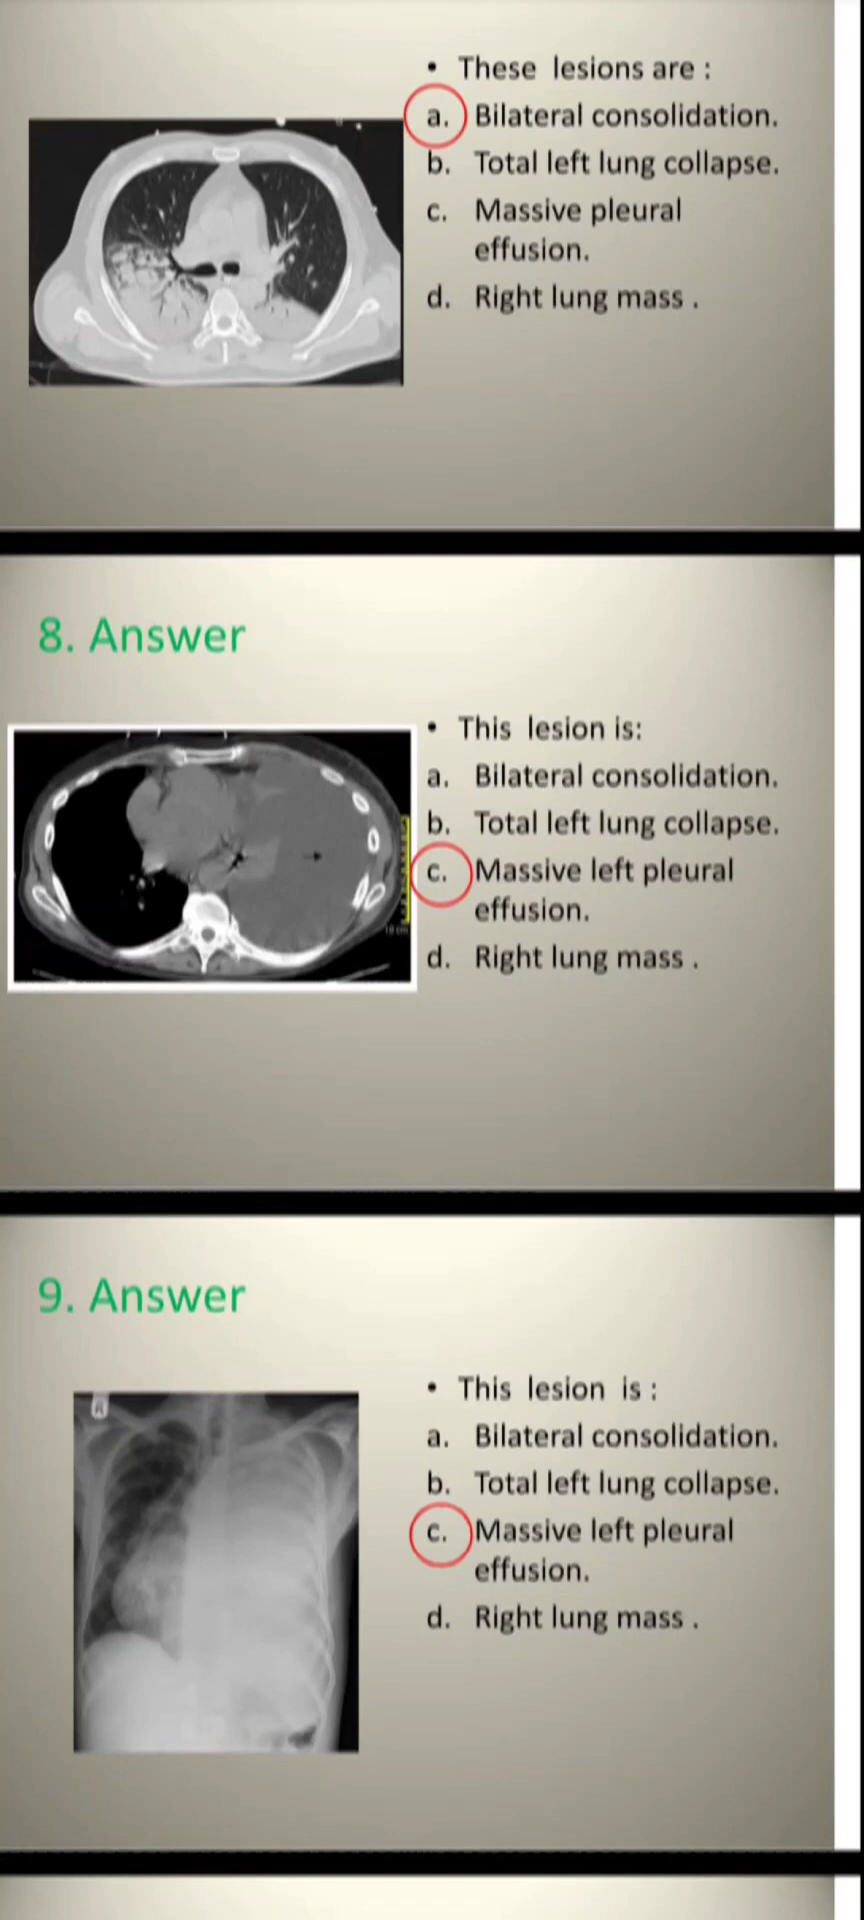 • These lesions are :
a. Bilateral consolidation.
b. Total left lung collapse.
c. Massive pleural
effusion.
d. Right lung mass .
8. Answer
• This lesion is:
a. Bilateral consolidation.
b. Total left lung collapse.
c. Massive left pleural
effusion.
d. Right lung mass .
9. Answer
R
• This lesion is :
a. Bilateral consolidation.
b. Total left lung collapse.
c. Massive left pleural
effusion.
d. Right lung mass .